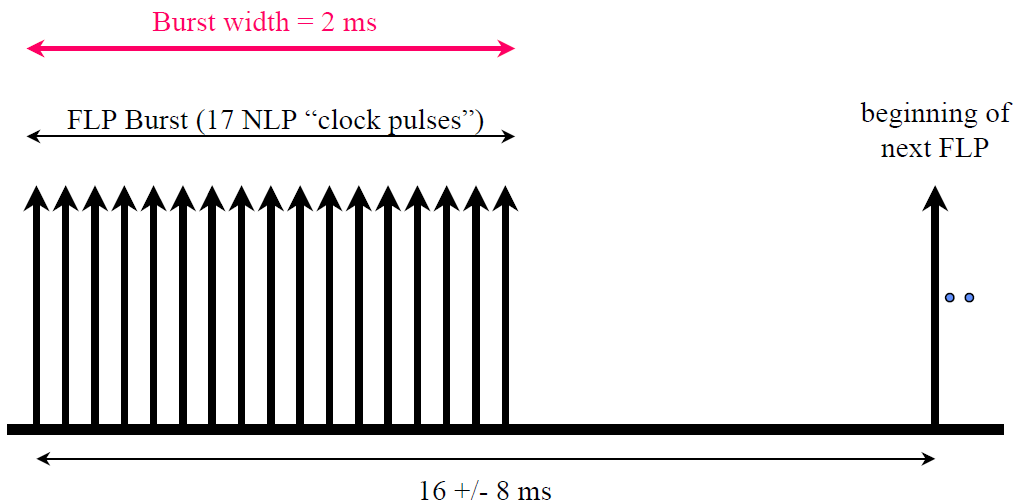 Burst width = 2 ms
FLP Burst (17 NLP “clock pulses”)
beginning of
next FLP
16 +/- 8 ms